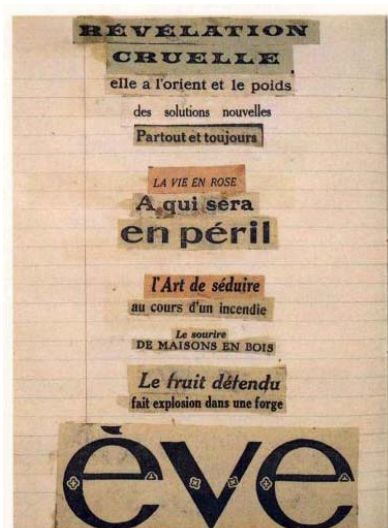 RÉVÉLATION
CRUELLE
elle a l'orient et le poids
des solutions nouvelles
Partout et toujours
LA VIE EN ROSE
A qui sera
en péril
l'Art de séduire
au cours d'un incendie
Le sourire
DE MAISONS EN BOIS
Le fruit défendu
fait explosion dans une forge
ève